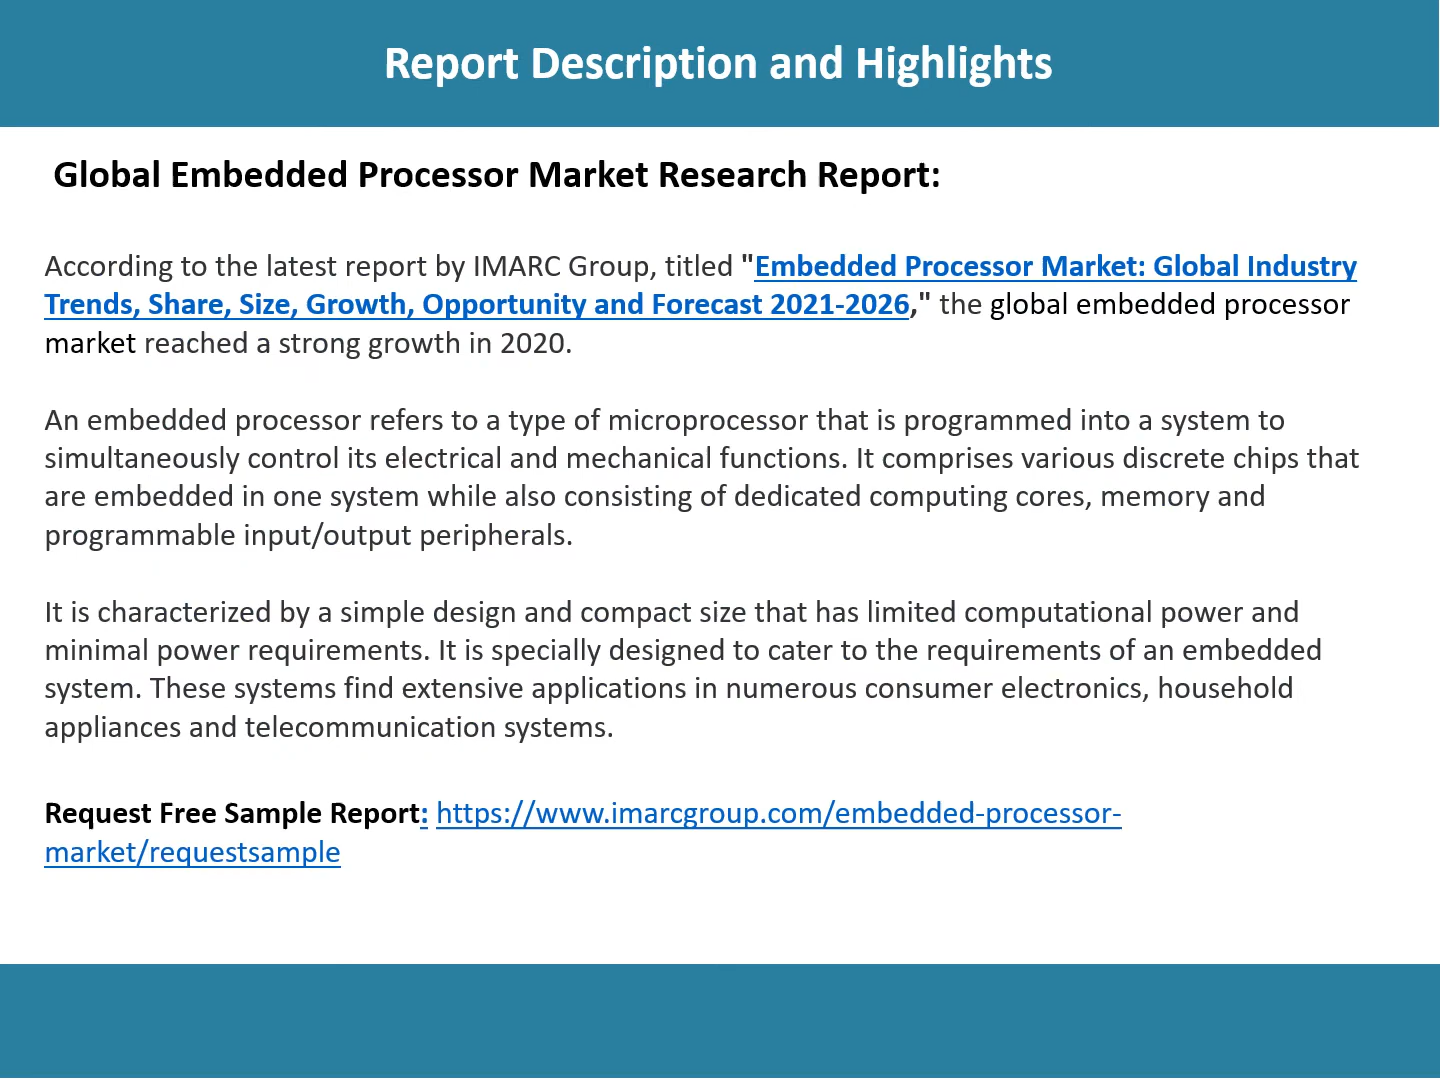 Report Description and Highlights
Global Embedded Processor Market Research Report:
According to the latest report by IMARC Group, titled "Embedded Processor Market: Global Industry
Trends, Share, Size, Growth, Opportunity and Forecast 2021-2026," the global embedded processor
market reached a strong growth in 2020.
An embedded processor refers to a type of microprocessor that is programmed into a system to
simultaneously control its electrical and mechanical functions. It comprises various discrete chips that
are embedded in one system while also consisting of dedicated computing cores, memory and
programmable input/output peripherals.
It is characterized by a simple design and compact size that has limited computational power and
minimal power requirements. It is specially designed to cater to the requirements of an embedded
system. These systems find extensive applications in numerous consumer electronics, household
appliances and telecommunication systems.
Request Free Sample Report: https://www.imarcgroup.com/embedded-processor-
market/requestsample